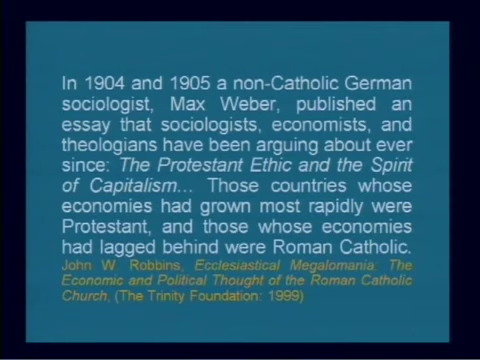 In 1904 and 1905 a non-Catholic German
sociologist, Max Weber, published an
essay that sociologists, economists, and
theologians have been arguing about ever
since: The Protestant Ethic and the Spirit
of Capitalism... Those countries whose
economies had grown most rapidly were
Protestant, and those whose economies
had lagged behind were Roman Catholic.
John W. Robbins, Ecclesiastical Megalomania: The
Economic and Political Thought of the Roman Catholic
Church, (The Trinity Foundation: 1999)